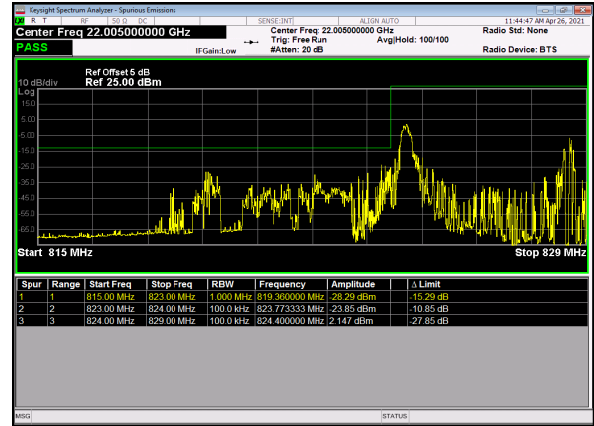 Keysight Spectrum Analyzer - Spurious Emissions
R T RF 50 Ω DC SENSE:INT ALIGN AUTO 11:44:47 AM Apr 26, 2021
Center Freq 22.005000000 GHz Center Freq: 22.005000000 GHz Radio Std: None
Trig: Free Run Avg|Hold: 100/100
PASS IFGain:Low #Atten: 20 dB Radio Device: BTS
Ref Offset 5 dB
10 dB/div Ref 25.00 dBm
Log
15.0
5.00
-5.00
-15.0
-25.0
-35.0
-45.0
-55.0
-65.0
Start 815 MHz Stop 829 MHz
Spur Range Start Freq Stop Freq RBW Frequency Amplitude Δ Limit
1 1 815.00 MHz 823.00 MHz 1.000 MHz 819.360000 MHz -28.29 dBm -15.29 dB
2 2 823.00 MHz 824.00 MHz 100.0 kHz 823.773333 MHz -23.85 dBm -10.85 dB
3 3 824.00 MHz 829.00 MHz 100.0 kHz 824.400000 MHz 2.147 dBm -27.85 dB
MSG STATUS